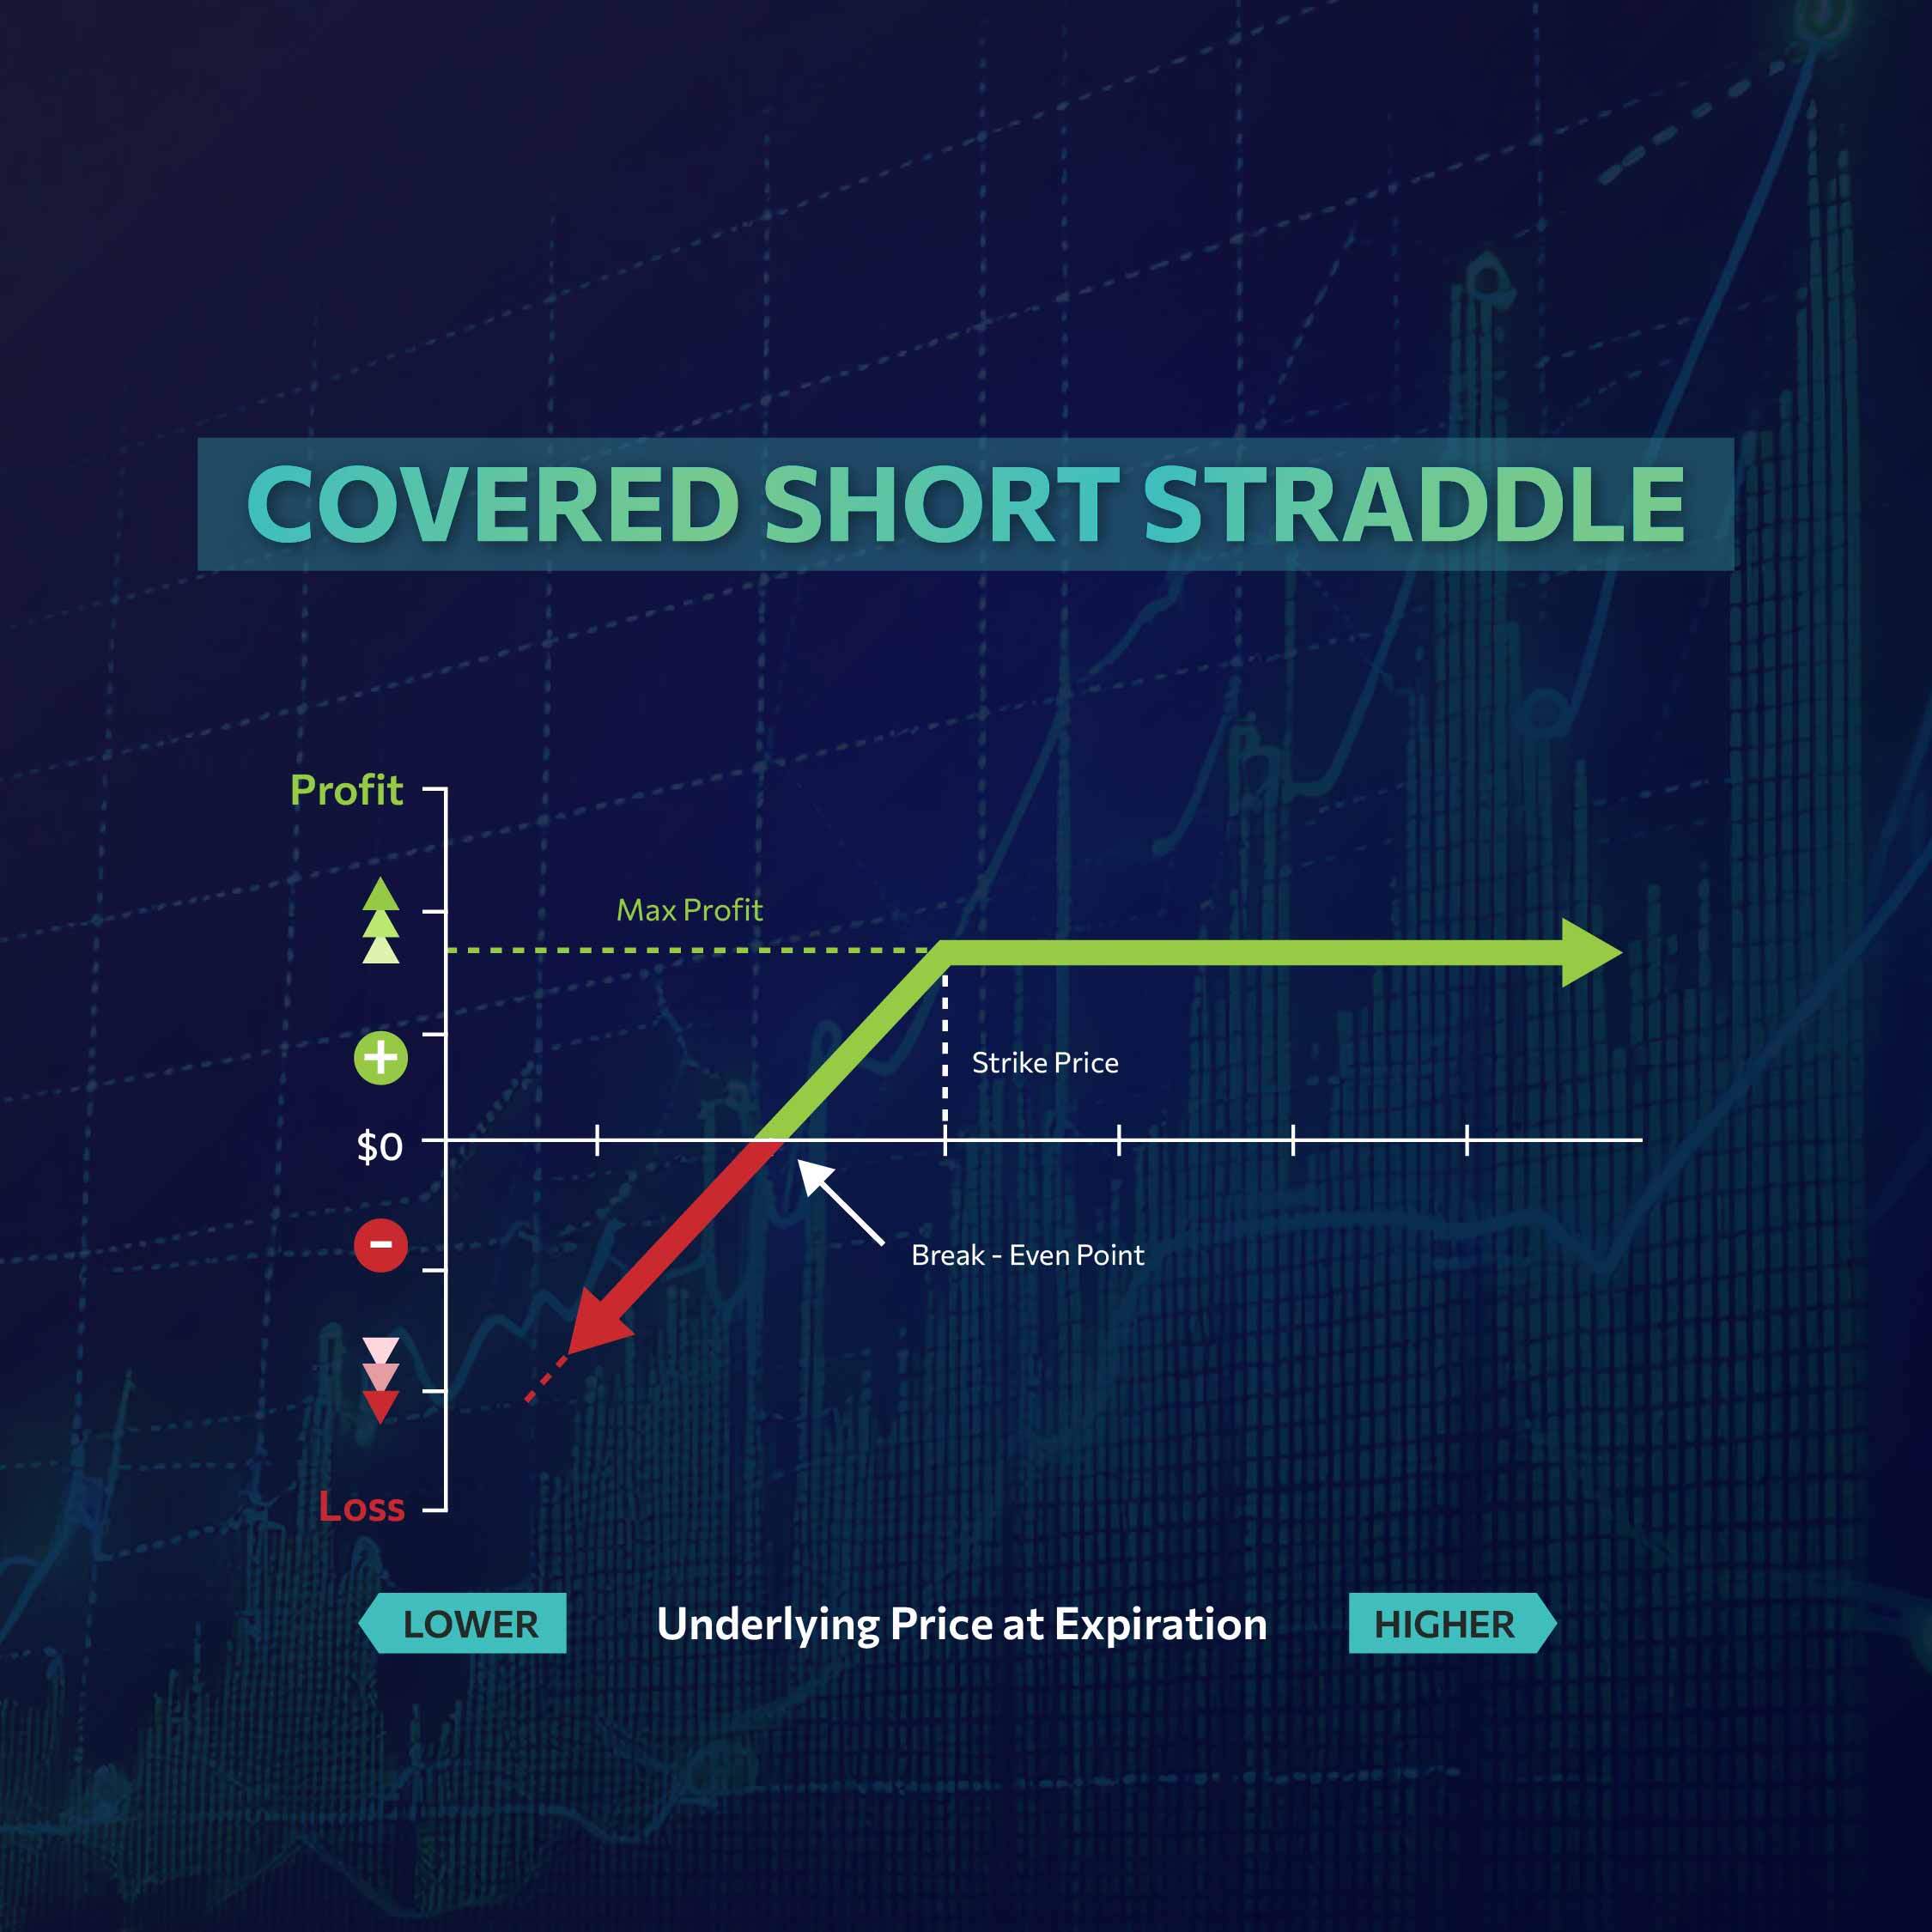 COVERED SHORT STRADDLE
Profit
Max Profit
+
Strike Price
$0
-
Break - Even Point
Loss
LOWER
Underlying Price at Expiration
HIGHER